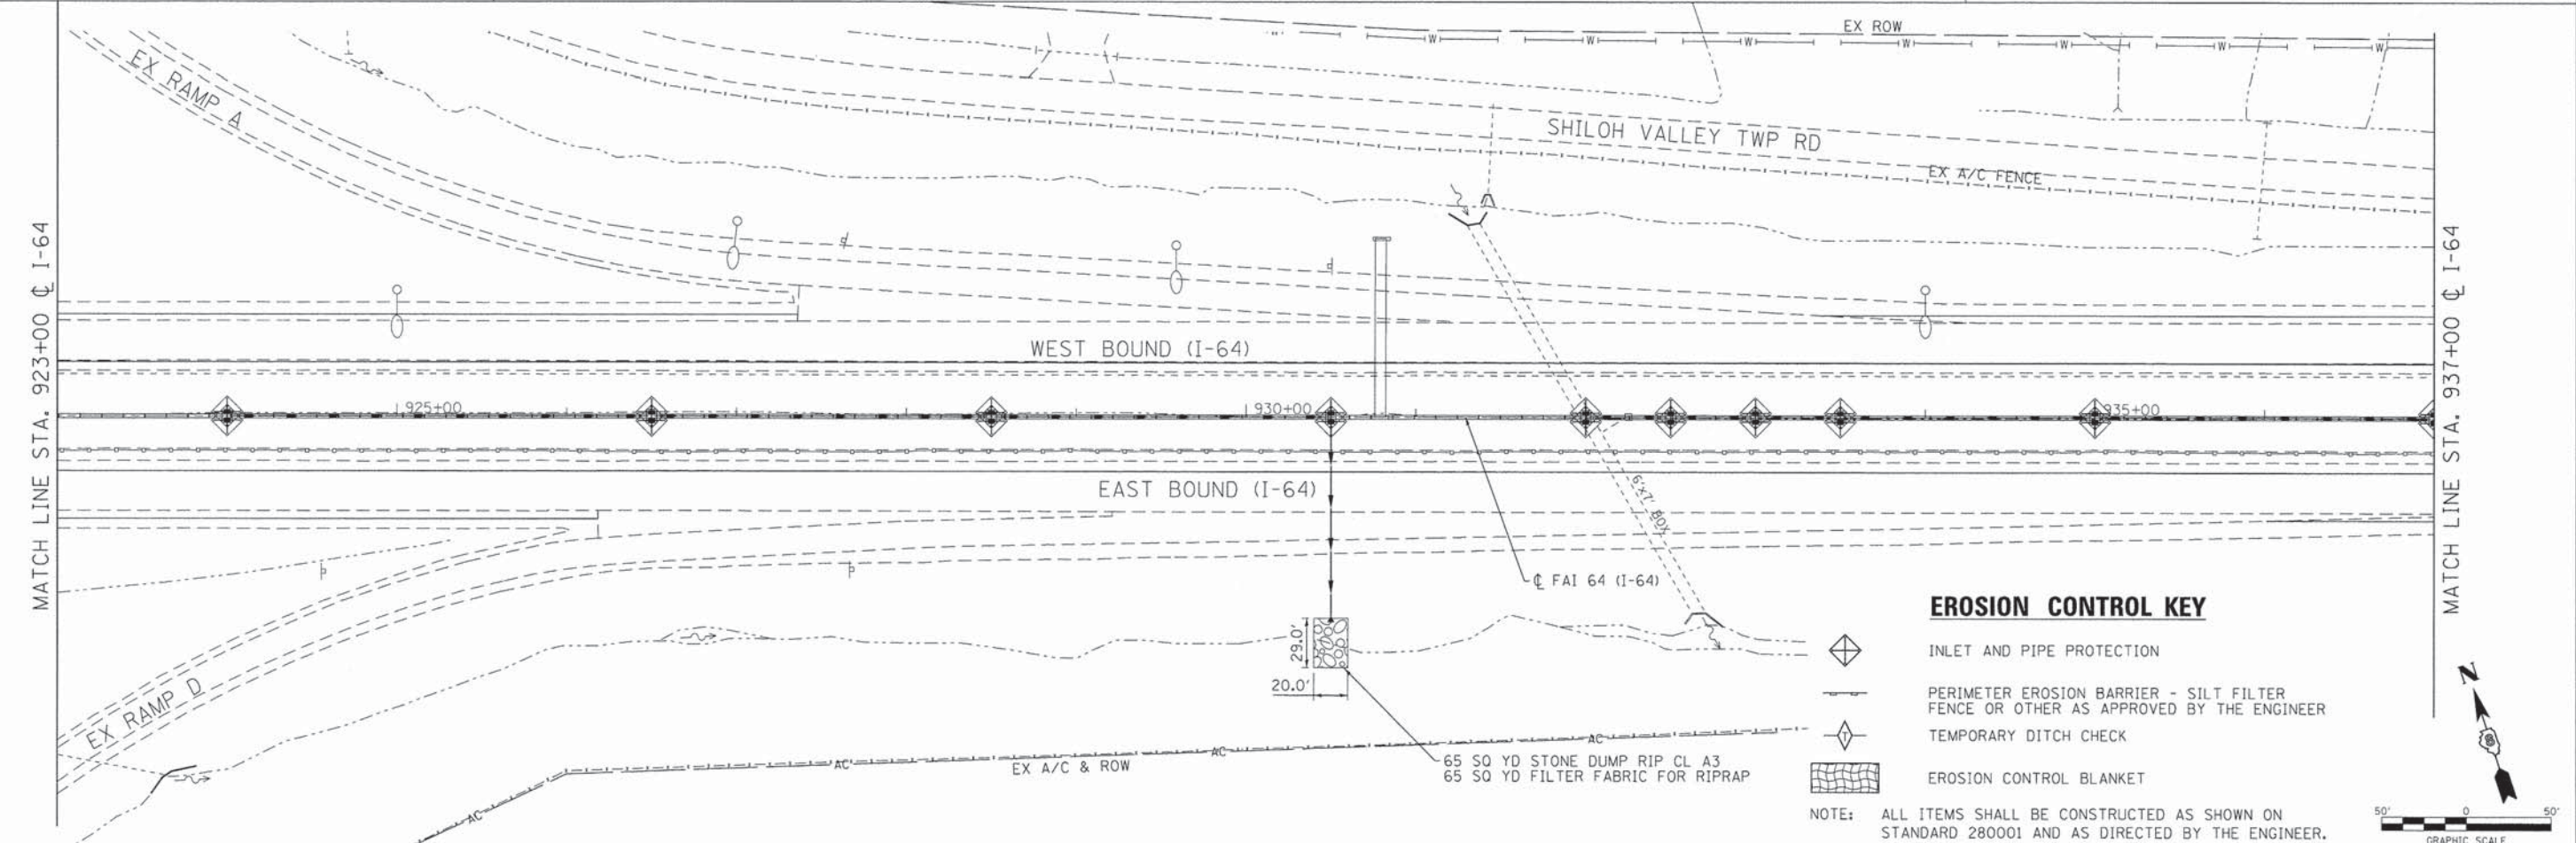 EX ROW
W W W W W W W
EX RAMP A
SHILOH VALLEY TWP RD
EX A/C FENCE
MATCH LINE STA. 923+00 ℄ I-64
MATCH LINE STA. 937+00 ℄ I-64
WEST BOUND (I-64)
925+00
930+00
935+00
EAST BOUND (I-64)
6'x7' BOX
℄ FAI 64 (I-64)
29.0'
20.0'
EX RAMP D
65 SQ YD STONE DUMP RIP CL A3
65 SQ YD FILTER FABRIC FOR RIPRAP
AC
AC
AC
AC
EX A/C & ROW
EROSION CONTROL KEY
INLET AND PIPE PROTECTION
PERIMETER EROSION BARRIER - SILT FILTER
FENCE OR OTHER AS APPROVED BY THE ENGINEER
T
TEMPORARY DITCH CHECK
EROSION CONTROL BLANKET
NOTE: ALL ITEMS SHALL BE CONSTRUCTED AS SHOWN ON
STANDARD 280001 AND AS DIRECTED BY THE ENGINEER.
N
50' 0 50'
GRAPHIC SCALE